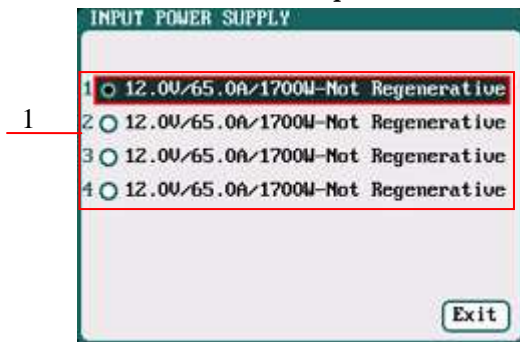 INPUT POWER SUPPLY
1 12.0V/65.0A/1700W-Not Regenerative
1
2 12.0V/65.0A/1700W-Not Regenerative
3 12.0V/65.0A/1700W-Not Regenerative
4 12.0V/65.0A/1700W-Not Regenerative
Exit